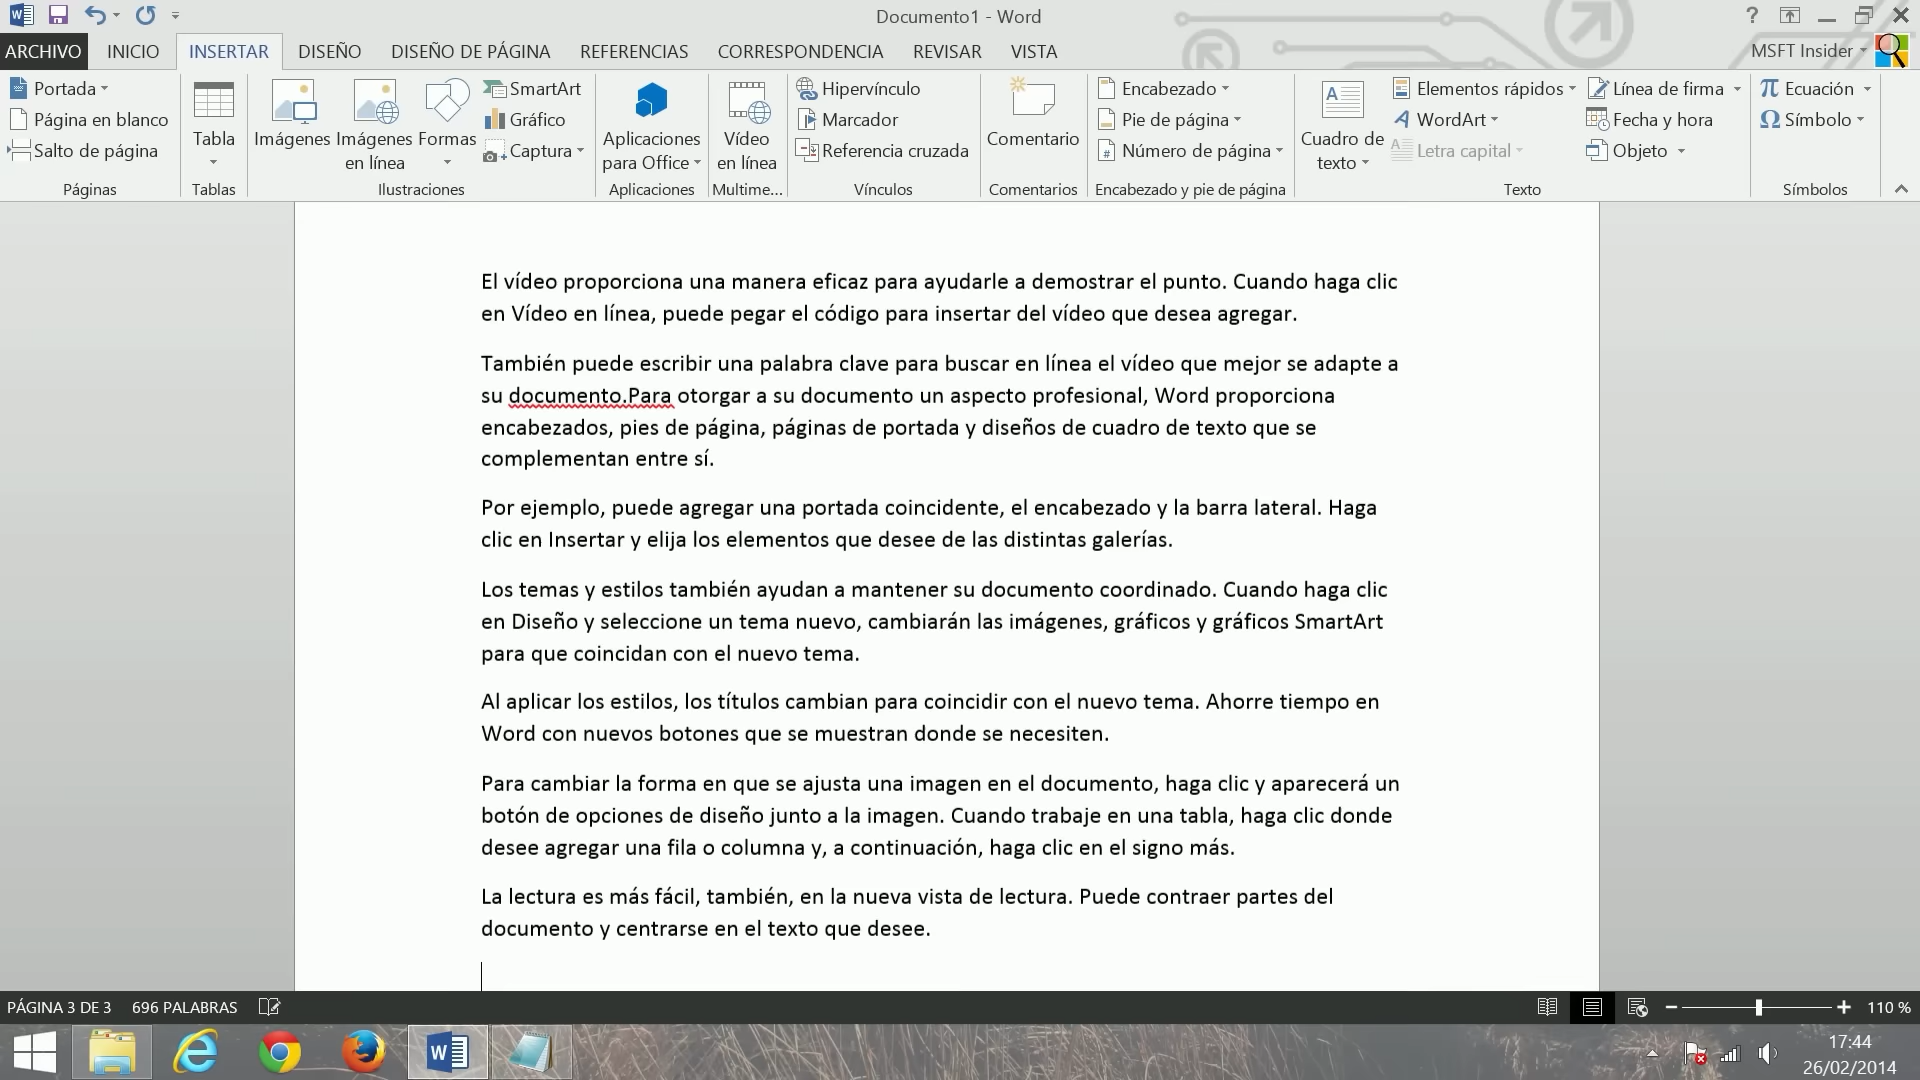 Documento1 - Word
?
ARCHIVO INICIO INSERTAR DISEÑO DISEÑO DE PÁGINA REFERENCIAS CORRESPONDENCIA REVISAR VISTA MSFT Insider
Portada
Página en blanco
Salto de página
Páginas
Tabla
Tablas
Imágenes
Imágenes
en línea
Formas
SmartArt
Gráfico
Captura
Ilustraciones
Aplicaciones
para Office
Aplicaciones
Vídeo
en línea
Multime...
Hipervínculo
Marcador
Referencia cruzada
Vínculos
Comentario
Comentarios
Encabezado
Pie de página
Número de página
Encabezado y pie de página
Cuadro de
texto
Elementos rápidos
WordArt
Letra capital
Línea de firma
Fecha y hora
Objeto
Texto
π Ecuación
Ω Símbolo
Símbolos
El vídeo proporciona una manera eficaz para ayudarle a demostrar el punto. Cuando haga clic
en Vídeo en línea, puede pegar el código para insertar del vídeo que desea agregar.
También puede escribir una palabra clave para buscar en línea el vídeo que mejor se adapte a
su documento.Para otorgar a su documento un aspecto profesional, Word proporciona
encabezados, pies de página, páginas de portada y diseños de cuadro de texto que se
complementan entre sí.
Por ejemplo, puede agregar una portada coincidente, el encabezado y la barra lateral. Haga
clic en Insertar y elija los elementos que desee de las distintas galerías.
Los temas y estilos también ayudan a mantener su documento coordinado. Cuando haga clic
en Diseño y seleccione un tema nuevo, cambiarán las imágenes, gráficos y gráficos SmartArt
para que coincidan con el nuevo tema.
Al aplicar los estilos, los títulos cambian para coincidir con el nuevo tema. Ahorre tiempo en
Word con nuevos botones que se muestran donde se necesiten.
Para cambiar la forma en que se ajusta una imagen en el documento, haga clic y aparecerá un
botón de opciones de diseño junto a la imagen. Cuando trabaje en una tabla, haga clic donde
desee agregar una fila o columna y, a continuación, haga clic en el signo más.
La lectura es más fácil, también, en la nueva vista de lectura. Puede contraer partes del
documento y centrarse en el texto que desee.
PÁGINA 3 DE 3 696 PALABRAS 110 %
17:44
26/02/2014